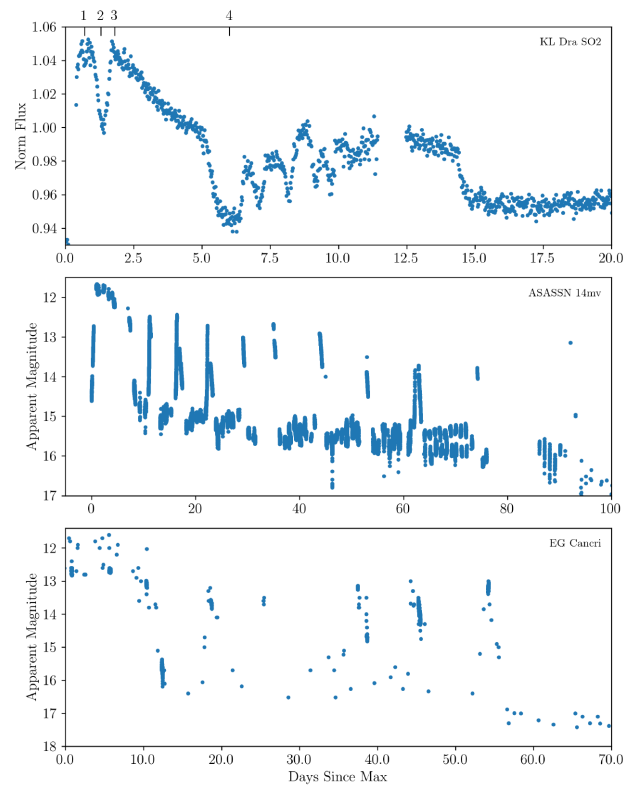 1 2 3 4
1.06
1.04
1.02
1.00
0.98
0.96
0.94
Norm Flux
KL Dra SO2
0.0 2.5 5.0 7.5 10.0 12.5 15.0 17.5 20.0
12
13
14
15
16
17
Apparent Magnitude
ASASSN 14mv
0 20 40 60 80 100
12
13
14
15
16
17
18
Apparent Magnitude
EG Cancri
0.0 10.0 20.0 30.0 40.0 50.0 60.0 70.0
Days Since Max